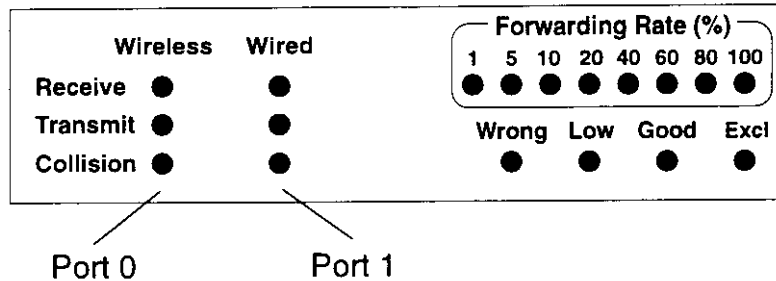 Forwarding Rate (%)
Wireless Wired
1 5 10 20 40 60 80 100
Receive
Transmit
Wrong Low Good Excl
Collision
Port 0 Port 1